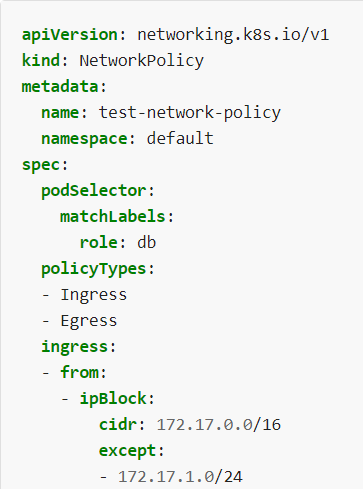 apiVersion: networking.k8s.io/v1
kind: NetworkPolicy
metadata:
  name: test-network-policy
  namespace: default
spec:
  podSelector:
    matchLabels:
      role: db
  policyTypes:
  - Ingress
  - Egress
  ingress:
  - from:
    - ipBlock:
        cidr: 172.17.0.0/16
        except:
        - 172.17.1.0/24